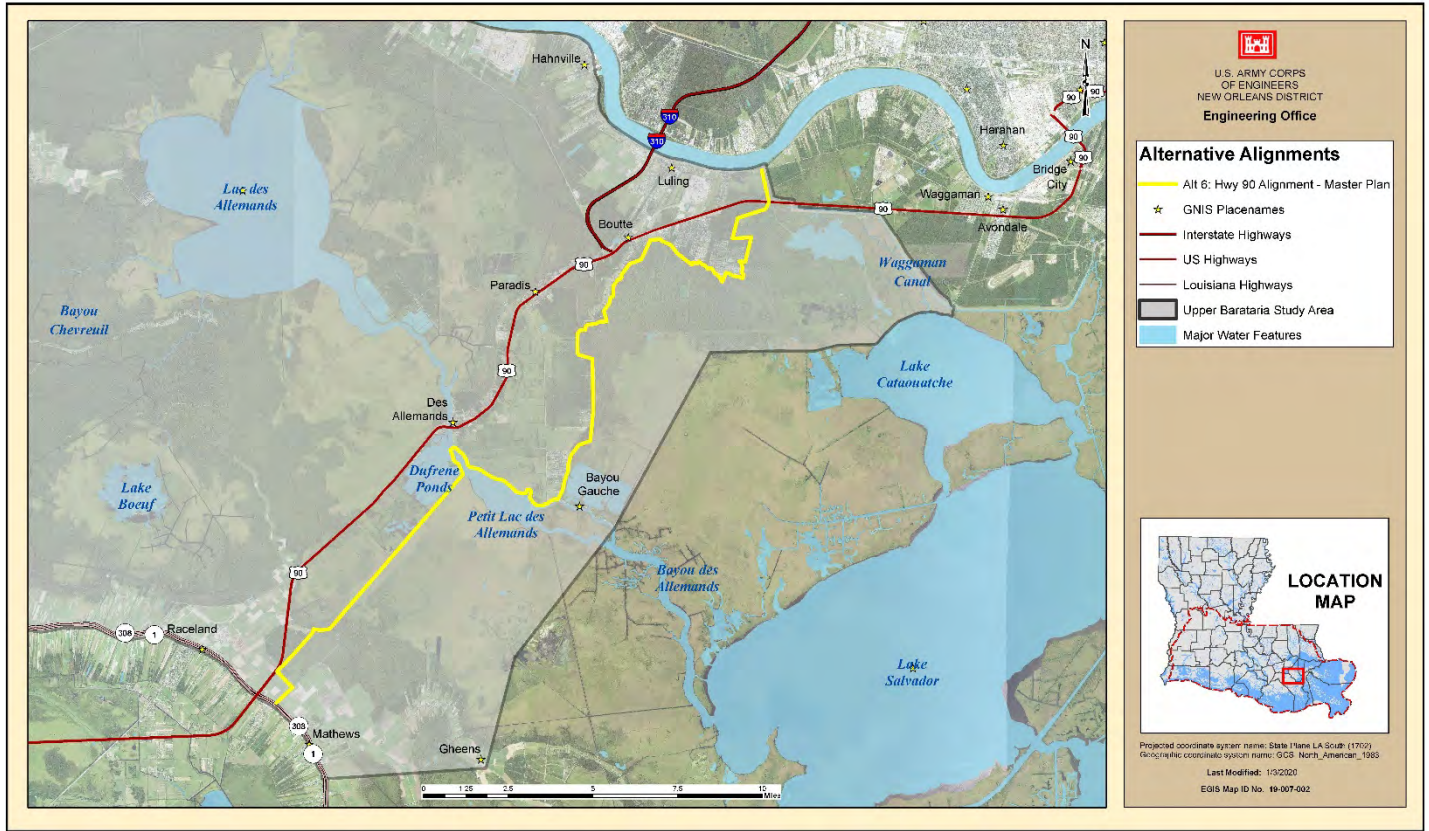 Hahnville
310
310
Luling
Boutte
90
Paradis
90
Des
Allemands
Lac des
Allemands
Bayou
Chevreuil
Lake
Boeuf
Dufrene
Ponds
Petit Lac des
Allemands
Bayou
Gauche
Bayou des
Allemands
Lake
Salvador
Lake
Cataouatche
Waggaman
Canal
Waggaman
Avondale
Harahan
Bridge
City
90
90
90
90
90
90
90
N
308
1
Raceland
308
Mathews
1
Gheens
0 1.25 2.5 5 7.5 10
Miles
U.S. ARMY CORPS
OF ENGINEERS
NEW ORLEANS DISTRICT
Engineering Office
Alternative Alignments
Alt 6: Hwy 90 Alignment - Master Plan
GNIS Placenames
Interstate Highways
US Highways
Louisiana Highways
Upper Barataria Study Area
Major Water Features
LOCATION
MAP
Projected coordinate system name: State Plane LA South (1702)
Geographic coordinate system name: GCS North_American_1983
Last Modified: 1/3/2020
EGIS Map ID No. 19-007-002